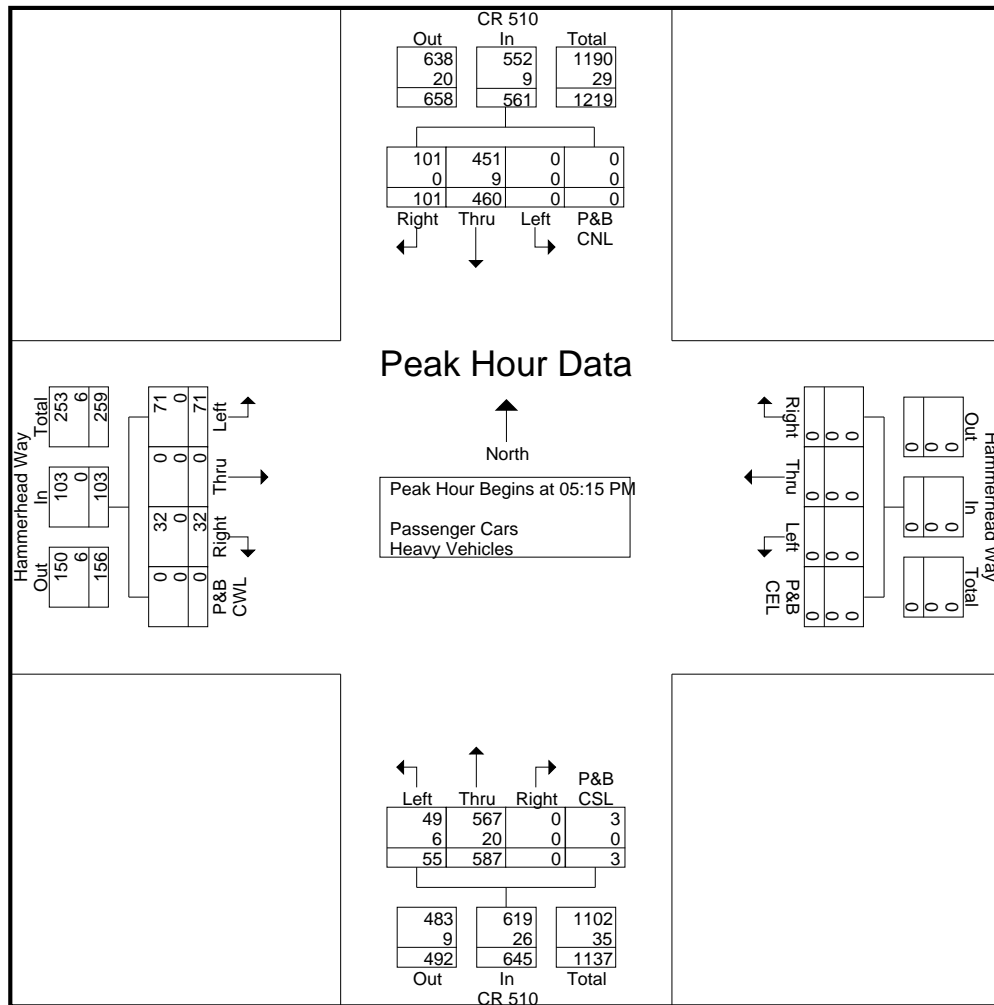 CR 510
Out In Total
638 552 1190
20 9 29
658 561 1219
101 451 0 0
0 9 0 0
101 460 0 0
Right Thru Left P&B
CNL
Peak Hour Data
North
Peak Hour Begins at 05:15 PM
Passenger Cars
Heavy Vehicles
Hammerhead Way
Total In Out
253 103 150
6 0 6
259 103 156
71 0 32 0
0 0 0 0
71 0 32 0
Left Thru Right P&B
CWL
Hammerhead Way
Out In Total
0 0 0
0 0 0
0 0 0
0 0 0 0
0 0 0 0
0 0 0 0
Right Thru Left P&B
CEL
P&B
Left Thru Right CSL
49 567 0 3
6 20 0 0
55 587 0 3
483 619 1102
9 26 35
492 645 1137
Out In Total
CR 510